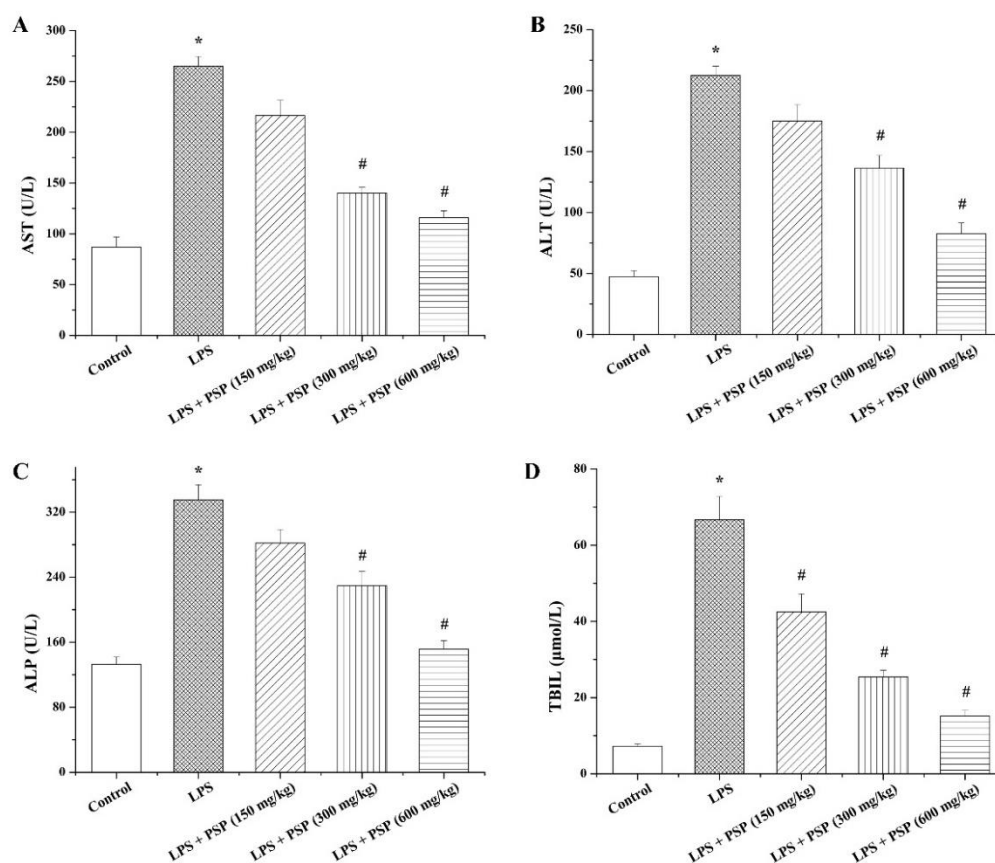 A
AST (U/L)
300
250
200
150
100
50
0
*
#
#
Control
LPS
LPS + PSP (150 mg/kg)
LPS + PSP (300 mg/kg)
LPS + PSP (600 mg/kg)
B
ALT (U/L)
250
200
150
100
50
0
*
#
#
Control
LPS
LPS + PSP (150 mg/kg)
LPS + PSP (300 mg/kg)
LPS + PSP (600 mg/kg)
C
ALP (U/L)
320
240
160
80
0
*
#
#
Control
LPS
LPS + PSP (150 mg/kg)
LPS + PSP (300 mg/kg)
LPS + PSP (600 mg/kg)
D
TBIL (μmol/L)
80
60
40
20
0
*
#
#
#
Control
LPS
LPS + PSP (150 mg/kg)
LPS + PSP (300 mg/kg)
LPS + PSP (600 mg/kg)